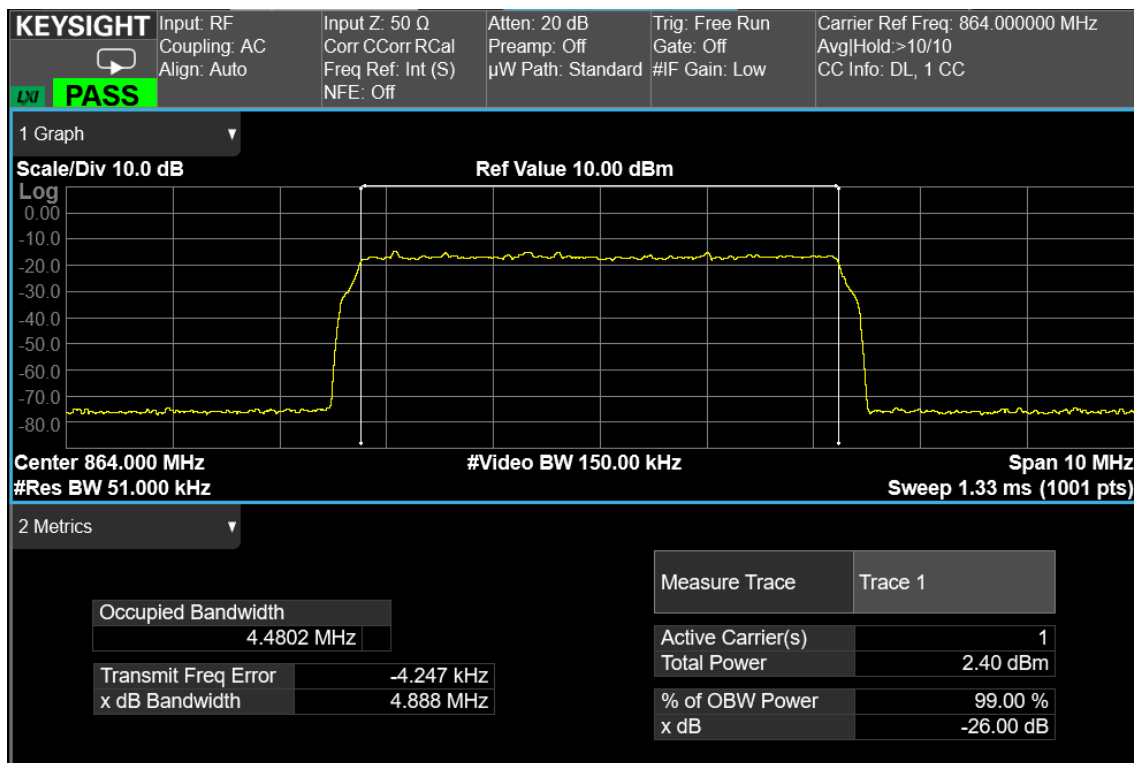 KEYSIGHT
LXI
PASS
Input: RF
Coupling: AC
Align: Auto
Input Z: 50 Ω
Corr CCorr RCal
Freq Ref: Int (S)
NFE: Off
Atten: 20 dB
Preamp: Off
µW Path: Standard
Trig: Free Run
Gate: Off
#IF Gain: Low
Carrier Ref Freq: 864.000000 MHz
Avg|Hold:>10/10
CC Info: DL, 1 CC
1 Graph
Scale/Div 10.0 dB
Ref Value 10.00 dBm
Log
0.00
-10.0
-20.0
-30.0
-40.0
-50.0
-60.0
-70.0
-80.0
Center 864.000 MHz
#Video BW 150.00 kHz
Span 10 MHz
#Res BW 51.000 kHz
Sweep 1.33 ms (1001 pts)
2 Metrics
Occupied Bandwidth
4.4802 MHz
Transmit Freq Error -4.247 kHz
x dB Bandwidth 4.888 MHz
Measure Trace Trace 1
Active Carrier(s) 1
Total Power 2.40 dBm
% of OBW Power 99.00 %
x dB -26.00 dB